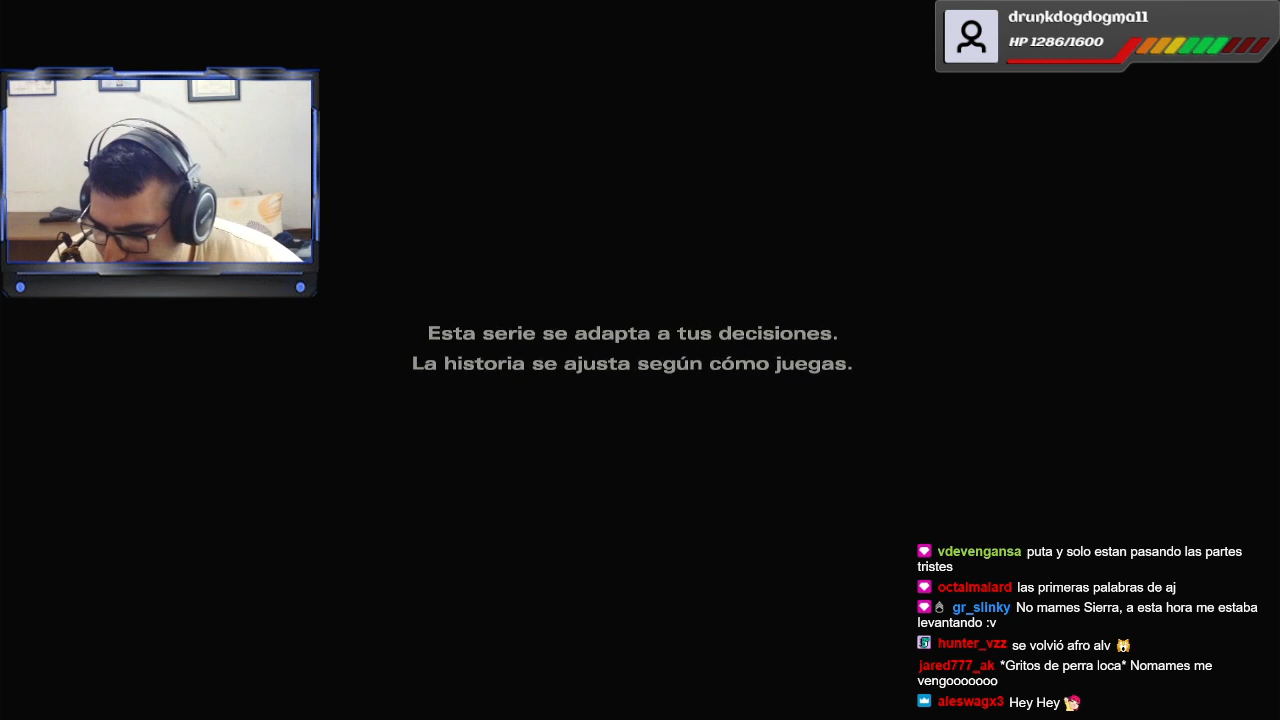 drunkdogdogma11
HP 1286/1600
Esta serie se adapta a tus decisiones.
La historia se ajusta según cómo juegas.
vdevengansa puta y solo estan pasando las partes
tristes
octalmalard las primeras palabras de aj
gr_slinky No mames Sierra, a esta hora me estaba
levantando :v
hunter_vzz se volvió afro alv
jared777_ak *Gritos de perra loca* Nomames me
vengooooooo
aleswagx3 Hey Hey